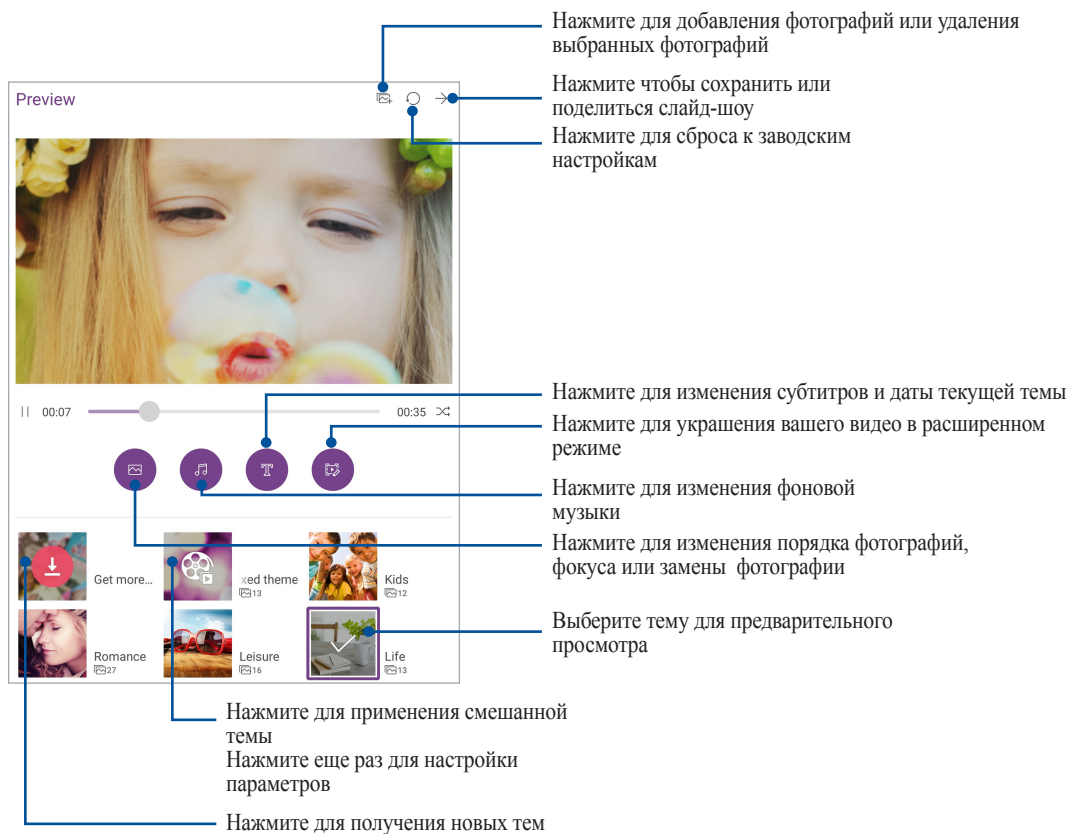 Нажмите для добавления фотографий или удаления
выбранных фотографий
Preview
Нажмите чтобы сохранить или
поделиться слайд-шоу
Нажмите для сброса к заводским
настройкам
Нажмите для изменения субтитров и даты текущей темы
00:07
00:35
Нажмите для украшения вашего видео в расширенном
режиме
Нажмите для изменения фоновой
музыки
Нажмите для изменения порядка фотографий,
фокуса или замены фотографии
Get more...
xed theme
13
Kids
12
Выберите тему для предварительного
просмотра
Romance
27
Leisure
16
Life
13
Нажмите для применения смешанной
темы
Нажмите еще раз для настройки
параметров
Нажмите для получения новых тем